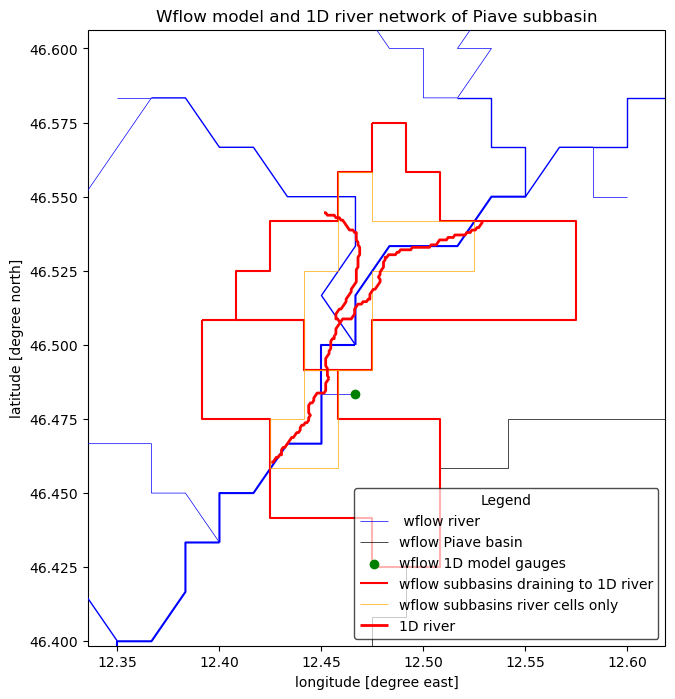 Wflow model and 1D river network of Piave subbasin
46.600
46.575
46.550
46.525
46.500
46.475
46.450
46.425
46.400
latitude [degree north]
12.35 12.40 12.45 12.50 12.55 12.60
longitude [degree east]
Legend
wflow river
wflow Piave basin
wflow 1D model gauges
wflow subbasins draining to 1D river
wflow subbasins river cells only
1D river